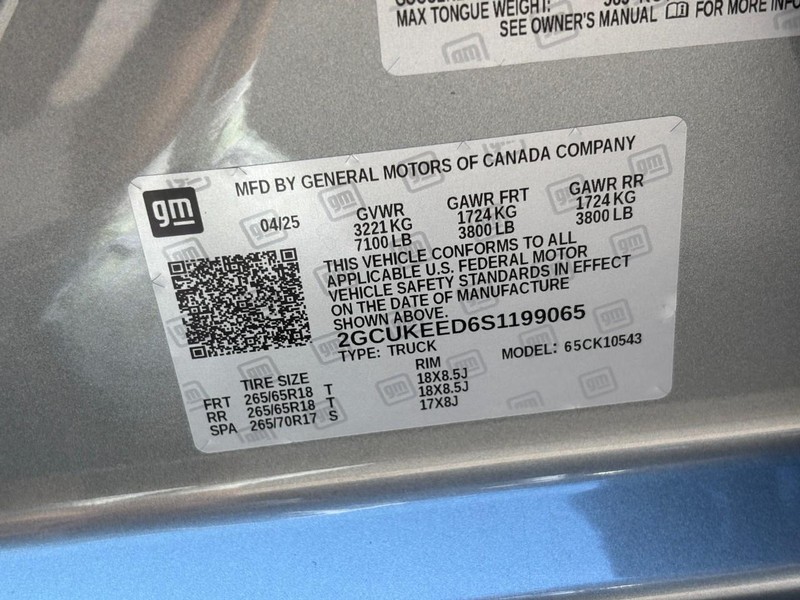 MAX TONGUE WEIGHT:
SEE OWNER'S MANUAL FOR MORE INFO
gm
MFD BY GENERAL MOTORS OF CANADA COMPANY
04/25 GVWR GAWR FRT GAWR RR
3221 KG 1724 KG 1724 KG
7100 LB 3800 LB 3800 LB
THIS VEHICLE CONFORMS TO ALL
APPLICABLE U.S. FEDERAL MOTOR
VEHICLE SAFETY STANDARDS IN EFFECT
ON THE DATE OF MANUFACTURE
SHOWN ABOVE.
2GCUKEED6S1199065
TYPE: TRUCK MODEL: 65CK10543
TIRE SIZE RIM
FRT 265/65R18 T 18X8.5J
RR 265/65R18 T 18X8.5J
SPA 265/70R17 S 17X8J